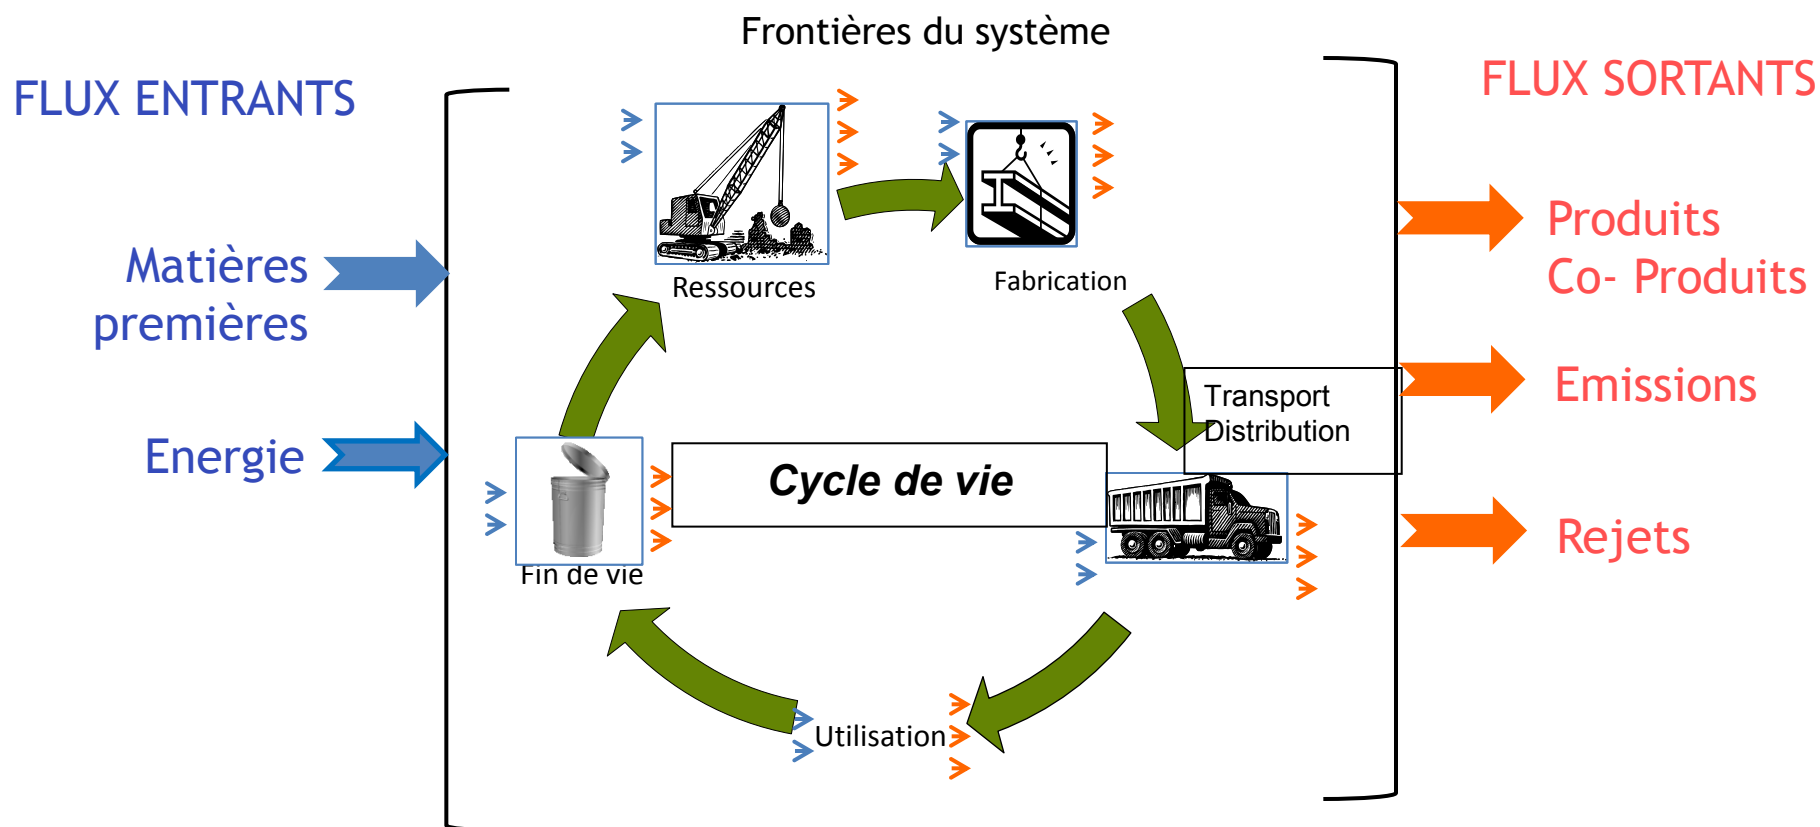 Frontières du système
FLUX ENTRANTS
FLUX SORTANTS
Matières
premières
Energie
Ressources
Fabrication
Transport
Distribution
Cycle de vie
Fin de vie
Utilisation
Produits
Co- Produits
Emissions
Rejets